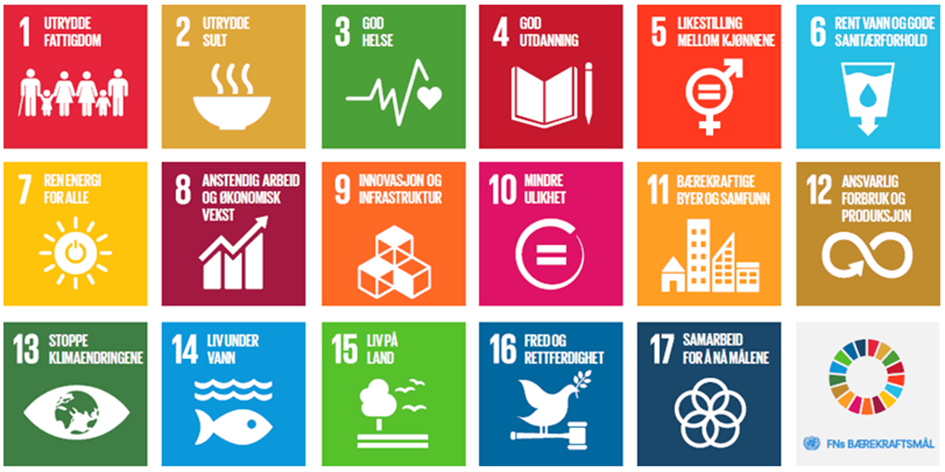 1 UTRYDDE
FATTIGDOM
2 UTRYDDE
SULT
3 GOD
HELSE
4 GOD
UTDANNING
5 LIKESTILLING
MELLOM KJØNNENE
6 RENT VANN OG GODE
SANITÆRFORHOLD
7 REN ENERGI
FOR ALLE
8 ANSTENDIG ARBEID
OG ØKONOMISK
VEKST
9 INNOVASJON OG
INFRASTRUKTUR
10 MINDRE
ULIKHET
11 BÆREKRAFTIGE
BYER OG SAMFUNN
12 ANSVARLIG
FORBRUK OG
PRODUKSJON
13 STOPPE
KLIMAENDRINGENE
14 LIV UNDER
VANN
15 LIV PÅ
LAND
16 FRED OG
RETTFERDIGHET
17 SAMARBEID
FOR Å NÅ MÅLENE
FNs BÆREKRAFTSMÅL